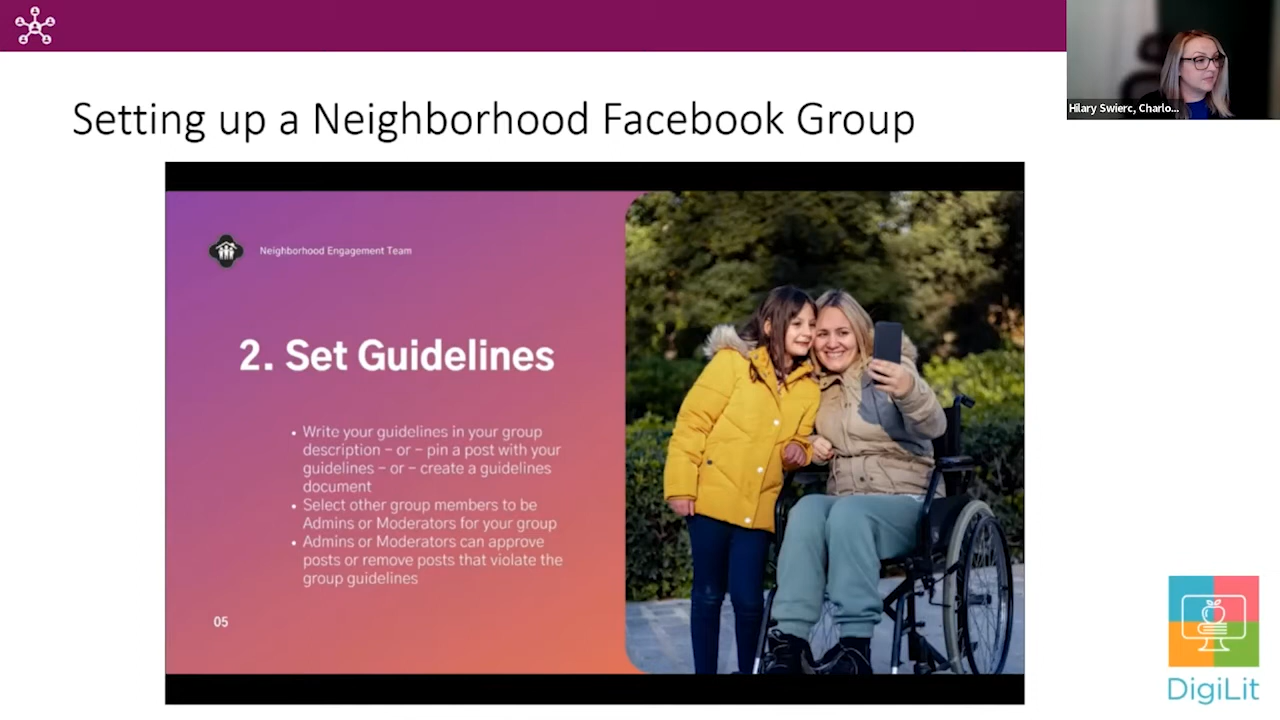 Hilary Swierc, Charlo...
Setting up a Neighborhood Facebook Group
Neighborhood Engagement Team
2. Set Guidelines
• Write your guidelines in your group
description – or – pin a post with your
guidelines – or – create a guidelines
document
• Select other group members to be
Admins or Moderators for your group
• Admins or Moderators can approve
posts or remove posts that violate the
group guidelines
05
DigiLit